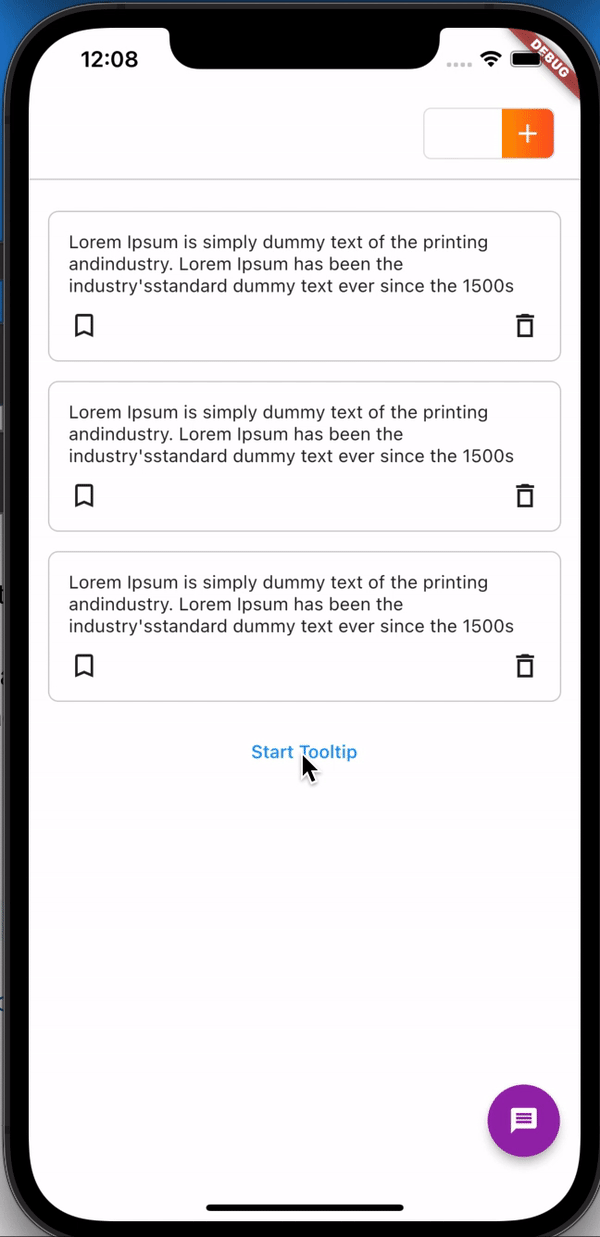 12:08
DEBUG
+
Lorem Ipsum is simply dummy text of the printing
andindustry. Lorem Ipsum has been the
industry'sstandard dummy text ever since the 1500s
Lorem Ipsum is simply dummy text of the printing
andindustry. Lorem Ipsum has been the
industry'sstandard dummy text ever since the 1500s
Lorem Ipsum is simply dummy text of the printing
andindustry. Lorem Ipsum has been the
industry'sstandard dummy text ever since the 1500s
Start Tooltip